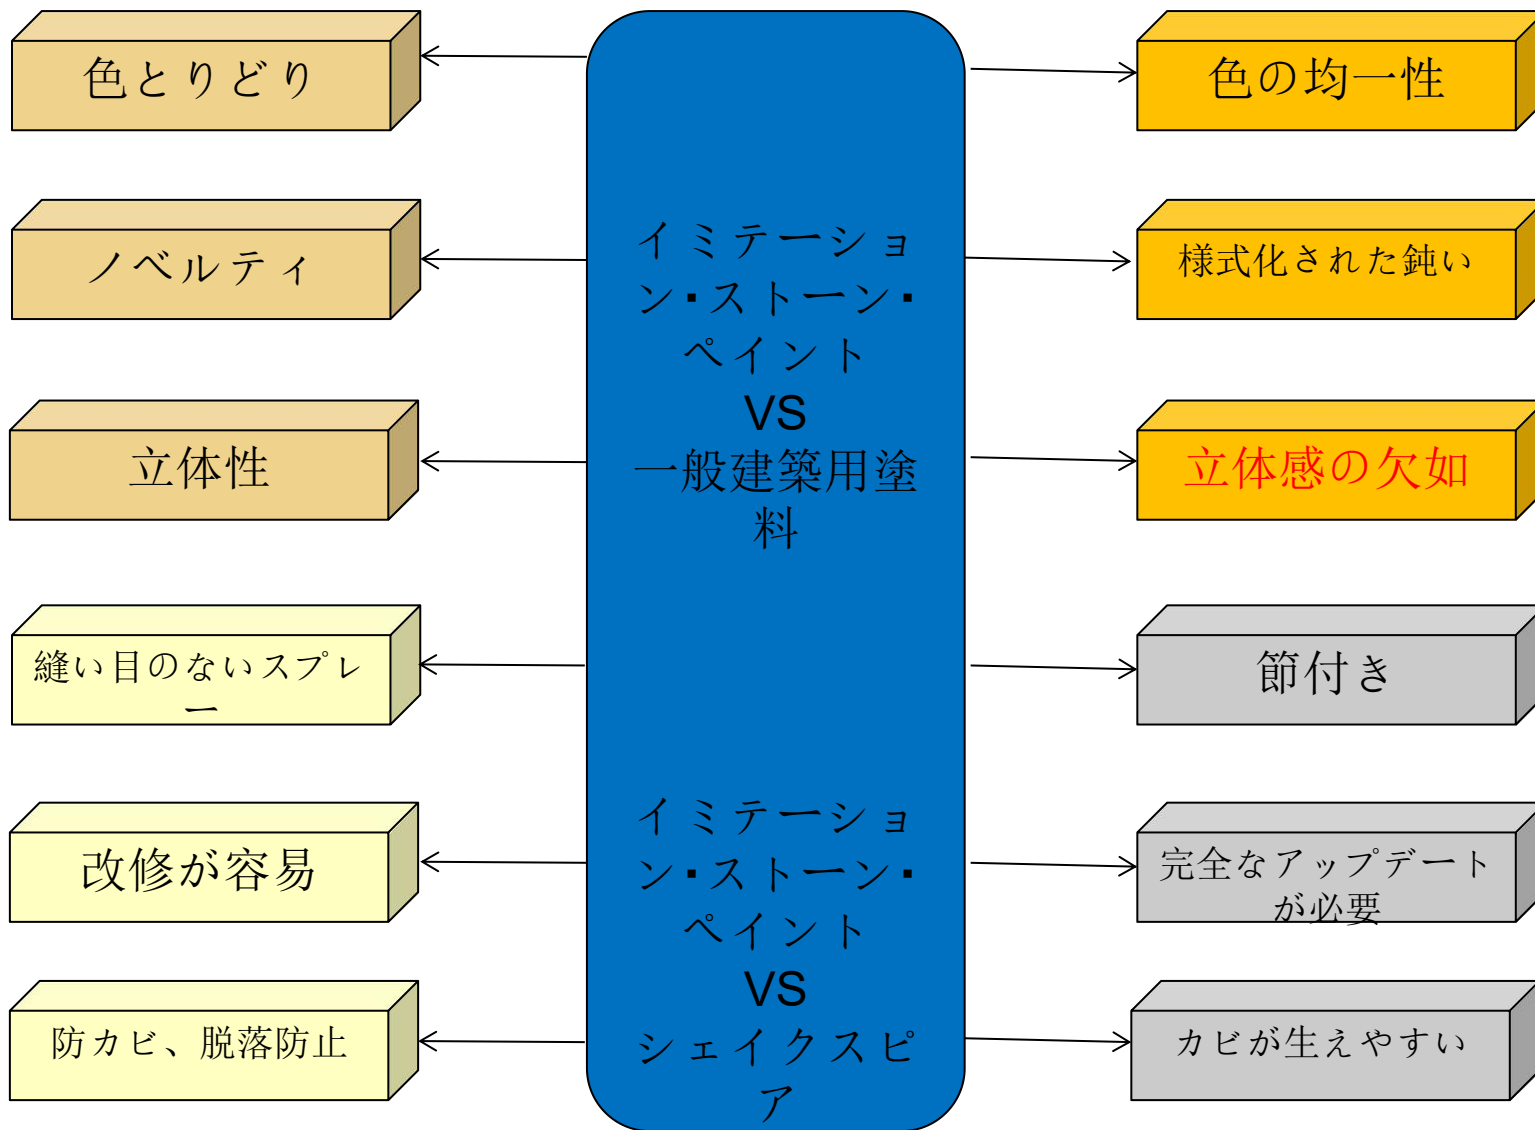 色とりどり
ノベルティ
立体性
縫い目のないスプレ
ー
改修が容易
防カビ、脱落防止
イミテーショ
ン▪ストーン▪
ペイント
VS
一般建築用塗
料
イミテーショ
ン▪ストーン▪
ペイント
VS
シェイクスピ
ア
色の均一性
様式化された鈍い
立体感の欠如
節付き
完全なアップデート
が必要
カビが生えやすい